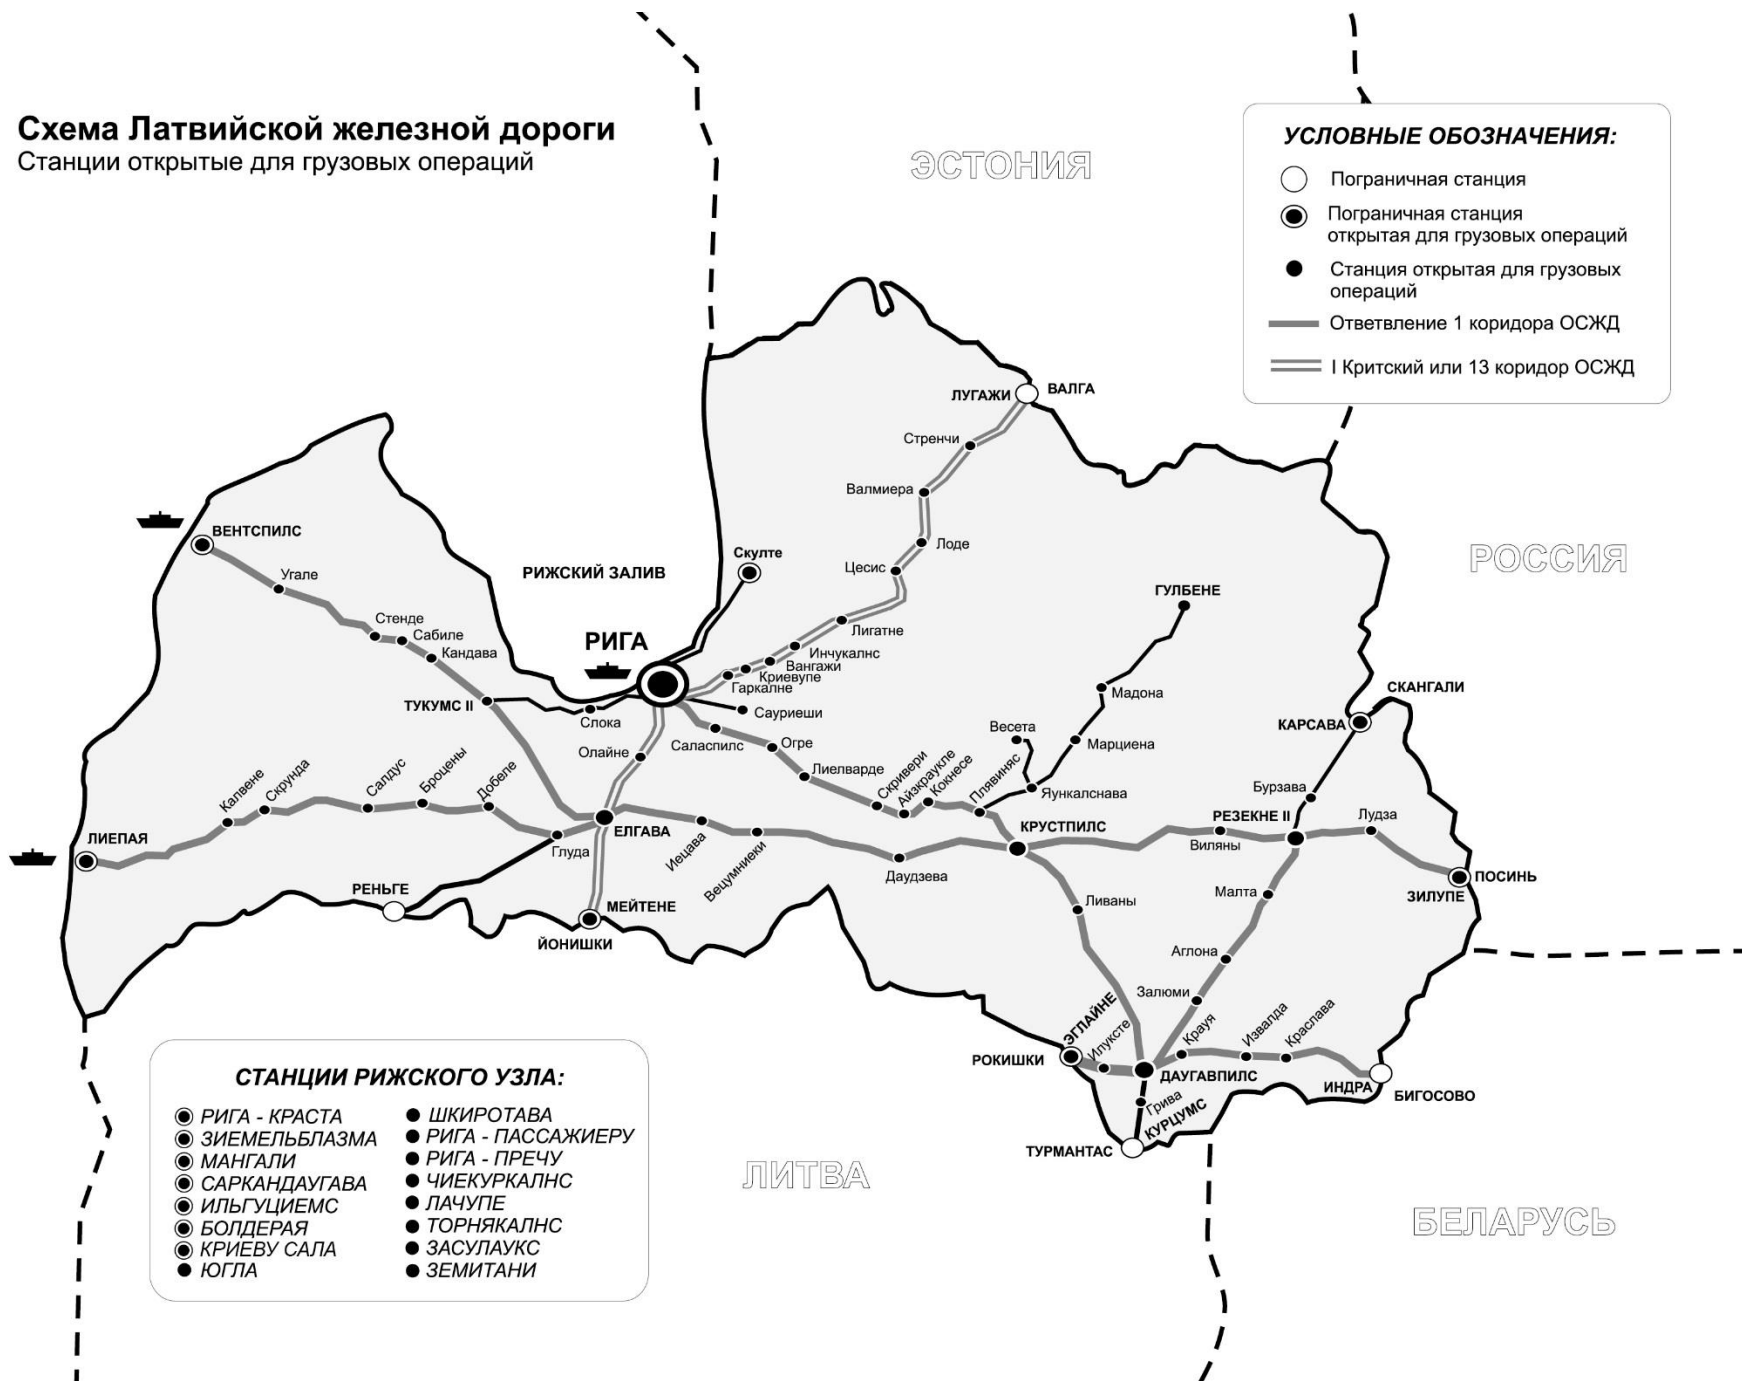 Схема Латвийской железной дороги
Станции открытые для грузовых операций
ЭСТОНИЯ
УСЛОВНЫЕ ОБОЗНАЧЕНИЯ:
Пограничная станция
Пограничная станция
открытая для грузовых операций
Станция открытая для грузовых
операций
Ответвление 1 коридора ОСЖД
I Критский или 13 коридор ОСЖД
ЛУГАЖИ
ВАЛГА
Стренчи
Валмиера
ВЕНТСПИЛС
Лоде
РОССИЯ
Скулте
Цесис
РИЖСКИЙ ЗАЛИВ
Угале
ГУЛБЕНЕ
Стенде
Сабиле
Кандава
РИГА
Лигатне
Инчукалнс
Вангажи
Криевупе
Гаркалне
СКАНГАЛИ
Мадона
ТУКУМС II
Слока
Сауриеши
КАРСАВА
Весета
Олайне
Саласпилс
Огре
Марциена
Лиелварде
Скривери
Айзкраукле
Кокнесе
Плявиняс
Яункалснава
Бурзава
Калвене
Скрунда
Салдус
Броцены
Добеле
РЕЗЕКНЕ II
Лудза
ЕЛГАВА
КРУСТПИЛС
ЛИЕПАЯ
Глуда
Иецава
Вецумниеки
Виляны
Даудзева
ПОСИНЬ
РЕНЬГЕ
Малта
ЗИЛУПЕ
МЕЙТЕНЕ
Ливаны
ЙОНИШКИ
Аглона
Залюми
ЭГЛАЙНЕ
Илуксте
Крауя
Извалда
Краслава
РОКИШКИ
ДАУГАВПИЛС
ИНДРА
БИГОСОВО
Грива
КУРЦУМС
ТУРМАНТАС
ЛИТВА
БЕЛАРУСЬ
СТАНЦИИ РИЖСКОГО УЗЛА:
РИГА - КРАСТА
ЗИЕМЕЛЬБЛАЗМА
МАНГАЛИ
САРКАНДАУГАВА
ИЛЬГУЦИЕМС
БОЛДЕРАЯ
КРИЕВУ САЛА
ЮГЛА
ШКИРОТАВА
РИГА - ПАССАЖИЕРУ
РИГА - ПРЕЧУ
ЧИЕКУРКАЛНС
ЛАЧУПЕ
ТОРНЯКАЛНС
ЗАСУЛАУКС
ЗЕМИТАНИ